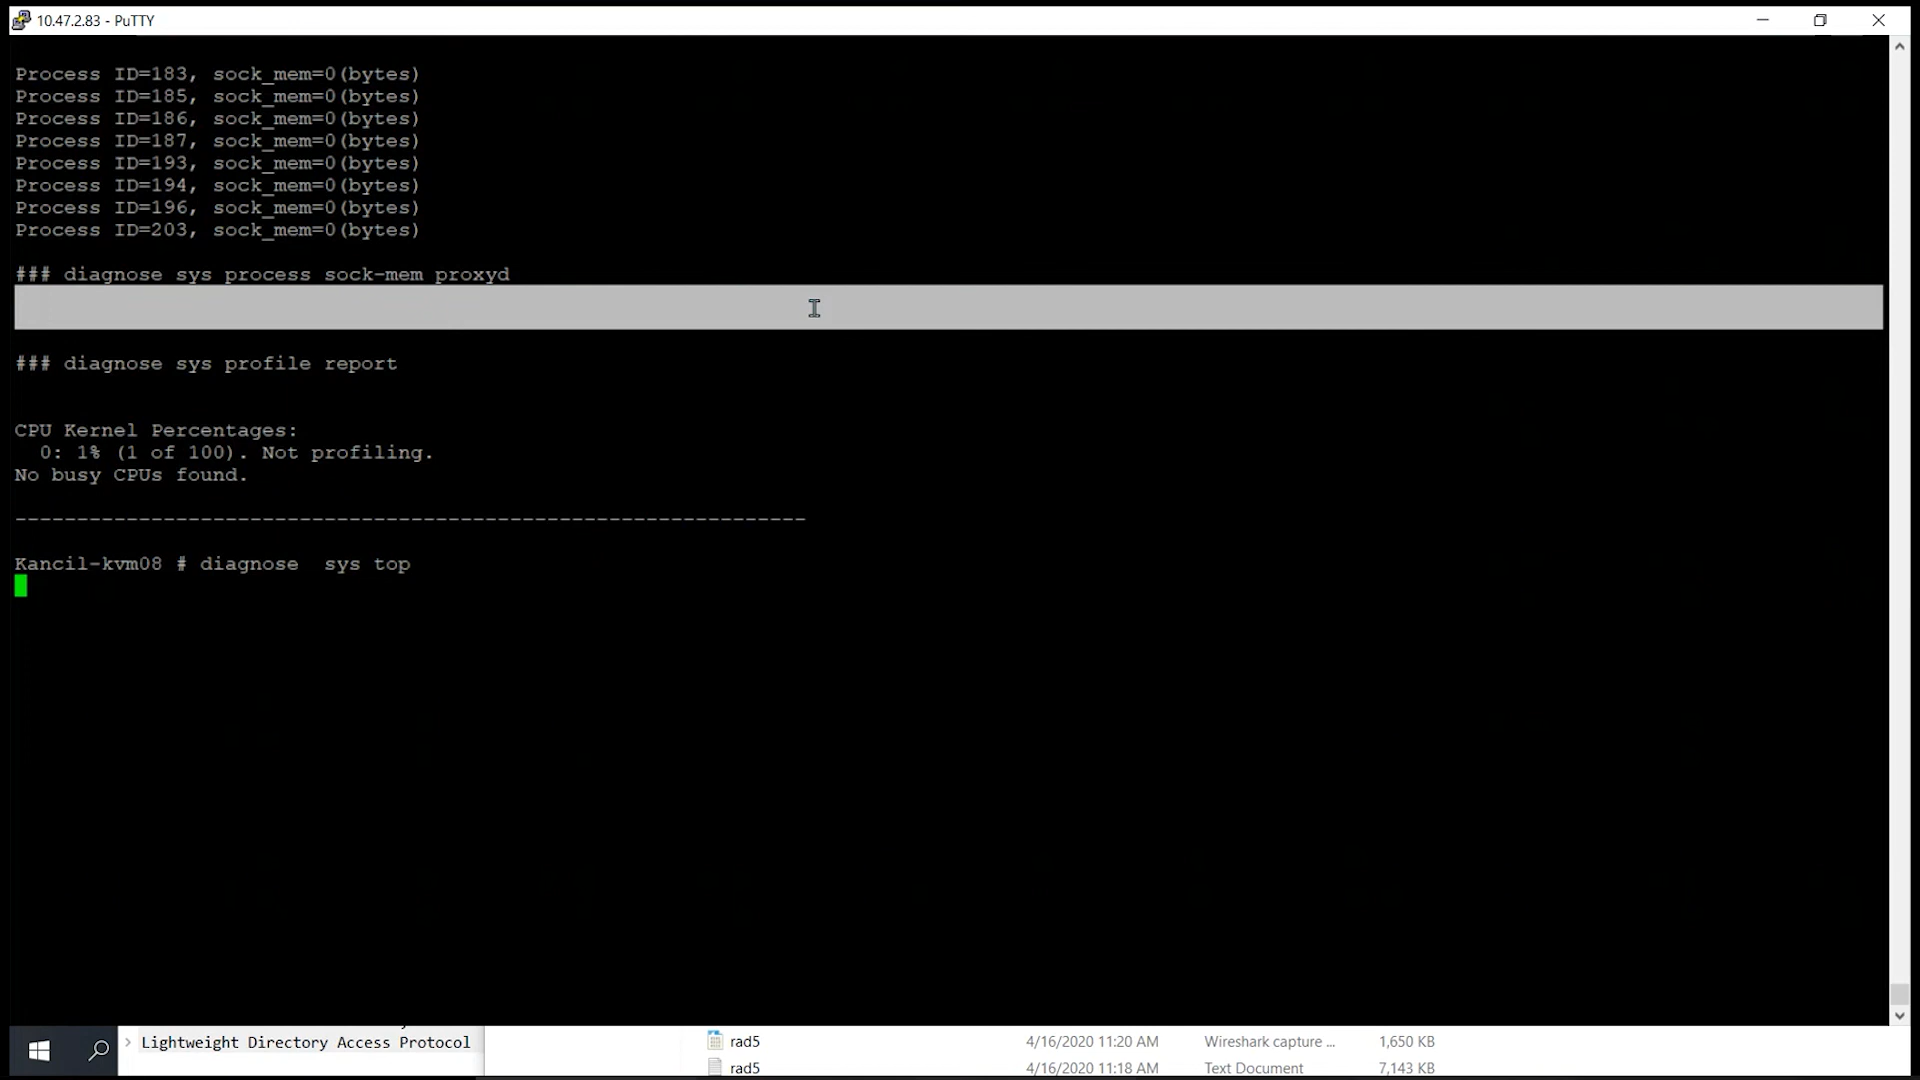 10.47.2.83 - PuTTY
Process ID=183, sock_mem=0(bytes)
Process ID=185, sock_mem=0(bytes)
Process ID=186, sock_mem=0(bytes)
Process ID=187, sock_mem=0(bytes)
Process ID=193, sock_mem=0(bytes)
Process ID=194, sock_mem=0(bytes)
Process ID=196, sock_mem=0(bytes)
Process ID=203, sock_mem=0(bytes)
### diagnose sys process sock-mem proxyd
### diagnose sys profile report
CPU Kernel Percentages:
0: 1% (1 of 100). Not profiling.
No busy CPUs found.
----------------------------------------------------------------
Kancil-kvm08 # diagnose  sys top
Lightweight Directory Access Protocol
rad5 4/16/2020 11:20 AM Wireshark capture ... 1,650 KB
rad5 4/16/2020 11:18 AM Text Document 7,143 KB